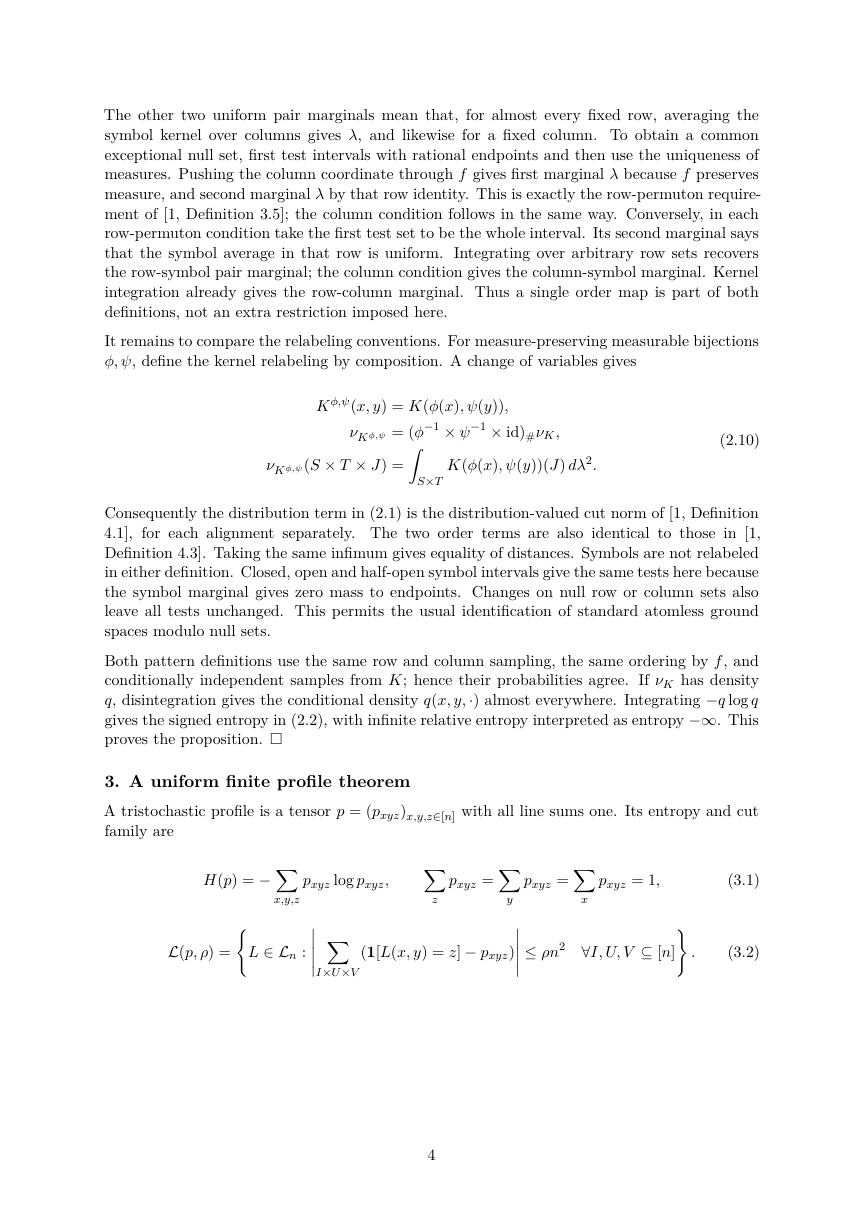 The other two uniform pair marginals mean that, for almost every fixed row, averaging the
symbol kernel over columns gives λ, and likewise for a fixed column. To obtain a common
exceptional null set, first test intervals with rational endpoints and then use the uniqueness of
measures. Pushing the column coordinate through f gives first marginal λ because f preserves
measure, and second marginal λ by that row identity. This is exactly the row-permuton require-
ment of [1, Definition 3.5]; the column condition follows in the same way. Conversely, in each
row-permuton condition take the first test set to be the whole interval. Its second marginal says
that the symbol average in that row is uniform. Integrating over arbitrary row sets recovers
the row-symbol pair marginal; the column condition gives the column-symbol marginal. Kernel
integration already gives the row-column marginal. Thus a single order map is part of both
definitions, not an extra restriction imposed here.
It remains to compare the relabeling conventions. For measure-preserving measurable bijections
ϕ, ψ, define the kernel relabeling by composition. A change of variables gives
K^{ϕ,ψ}(x, y) = K(ϕ(x), ψ(y)),
ν_{K^{ϕ,ψ}} = (ϕ^{−1} × ψ^{−1} × id)_# ν_K,
ν_{K^{ϕ,ψ}}(S × T × J) = ∫_{S×T} K(ϕ(x), ψ(y))(J) dλ^2. (2.10)
Consequently the distribution term in (2.1) is the distribution-valued cut norm of [1, Definition
4.1], for each alignment separately. The two order terms are also identical to those in [1,
Definition 4.3]. Taking the same infimum gives equality of distances. Symbols are not relabeled
in either definition. Closed, open and half-open symbol intervals give the same tests here because
the symbol marginal gives zero mass to endpoints. Changes on null row or column sets also
leave all tests unchanged. This permits the usual identification of standard atomless ground
spaces modulo null sets.
Both pattern definitions use the same row and column sampling, the same ordering by f, and
conditionally independent samples from K; hence their probabilities agree. If ν_K has density
q, disintegration gives the conditional density q(x, y, ·) almost everywhere. Integrating −q log q
gives the signed entropy in (2.2), with infinite relative entropy interpreted as entropy −∞. This
proves the proposition. □
3. A uniform finite profile theorem
A tristochastic profile is a tensor p = (p_{xyz})_{x,y,z∈[n]} with all line sums one. Its entropy and cut
family are
H(p) = − ∑_{x,y,z} p_{xyz} log p_{xyz}, ∑_z p_{xyz} = ∑_y p_{xyz} = ∑_x p_{xyz} = 1, (3.1)
ℒ(p, ρ) = { L ∈ ℒ_n : | ∑_{I×U×V} (1[L(x, y) = z] − p_{xyz}) | ≤ ρn^2 ∀I, U, V ⊆ [n] } . (3.2)
4